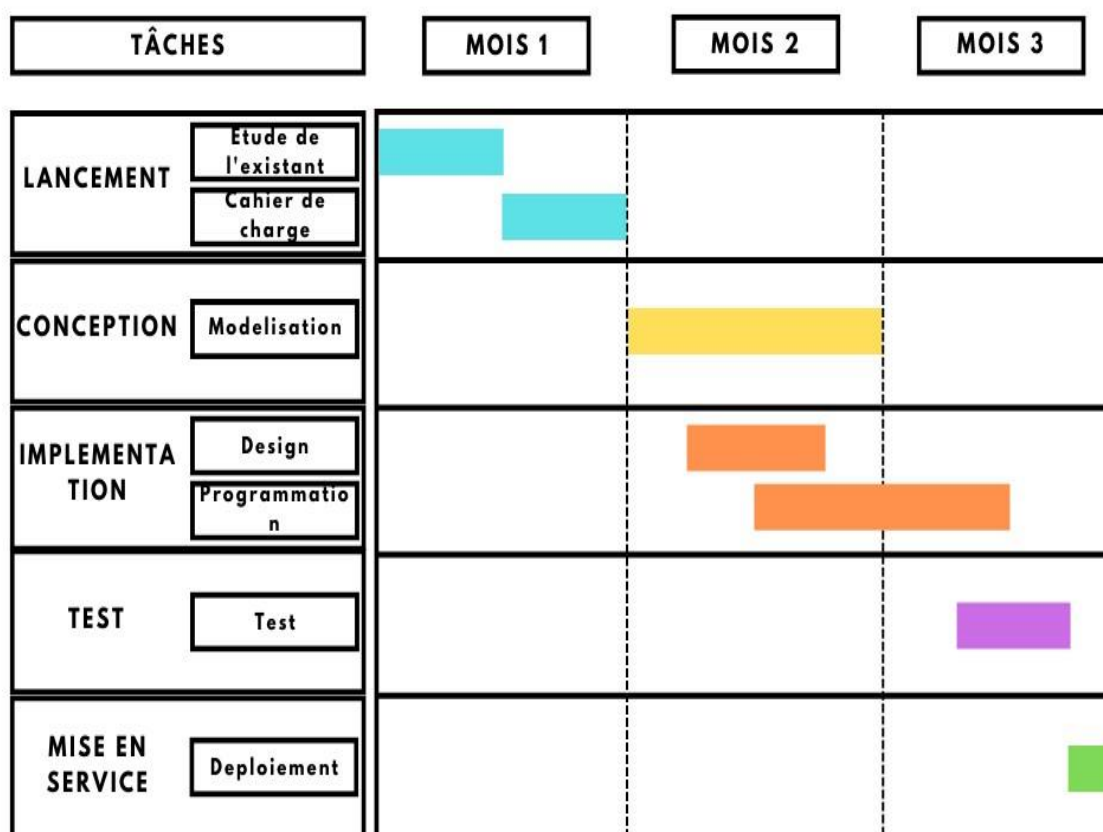 TÂCHES
MOIS 1
MOIS 2
MOIS 3
LANCEMENT
Etude de
l'existant
Cahier de
charge
CONCEPTION
Modelisation
IMPLEMENTA
TION
Design
Programmatio
n
TEST
Test
MISE EN
SERVICE
Deploiement